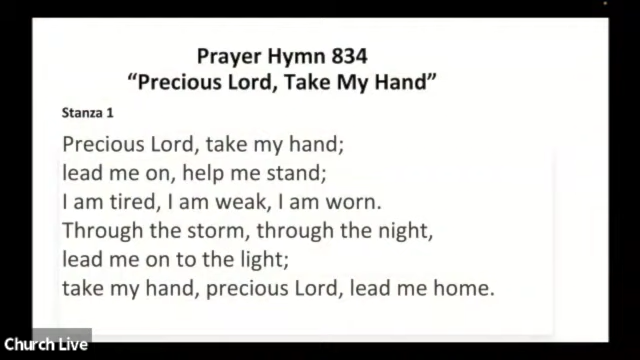 Prayer Hymn 834
“Precious Lord, Take My Hand”
Stanza 1
Precious Lord, take my hand;
lead me on, help me stand;
I am tired, I am weak, I am worn.
Through the storm, through the night,
lead me on to the light;
take my hand, precious Lord, lead me home.
Church Live